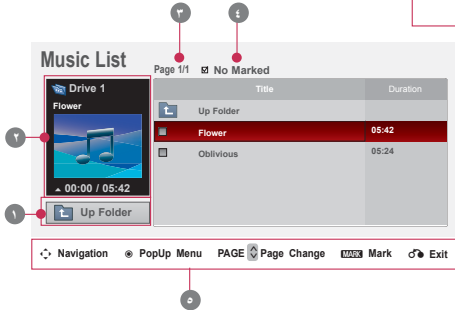 ٣ ٤
Music List
Page 1/1 ☑ No Marked
Drive 1
Title Duration
Flower
Up Folder
Flower 05:42
٢
Oblivious 05:24
00:00 / 05:42
١
Up Folder
Navigation PopUp Menu PAGE Page Change MARK Mark Exit
٥